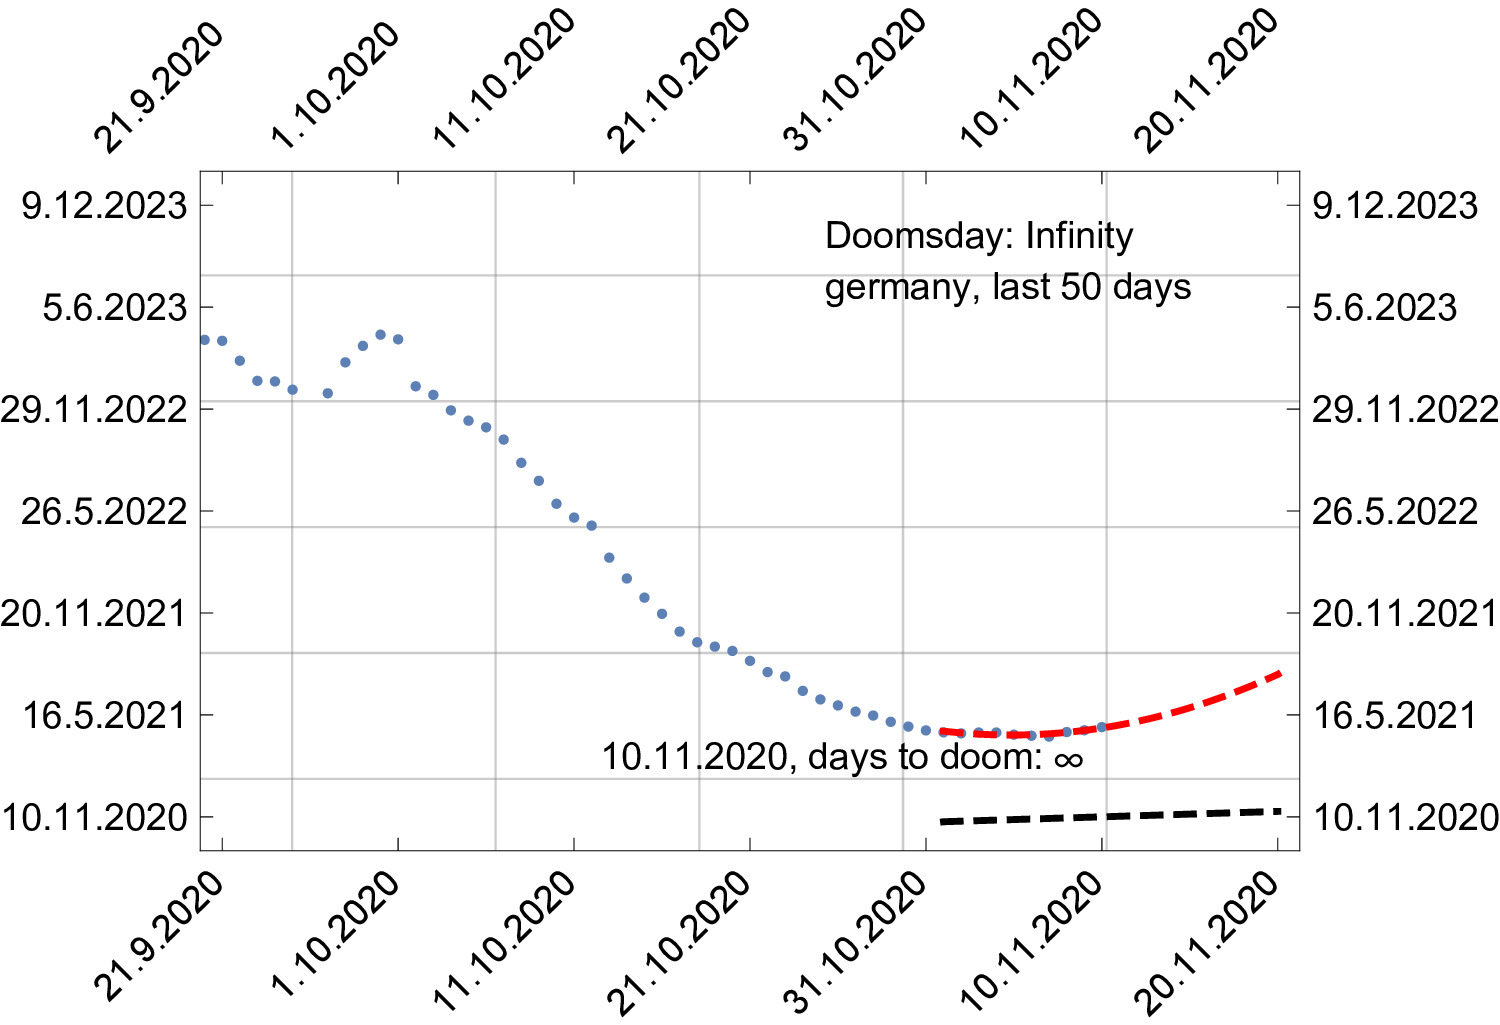 21.9.2020 1.10.2020 11.10.2020 21.10.2020 31.10.2020 10.11.2020 20.11.2020
9.12.2023 9.12.2023
Doomsday: Infinity
germany, last 50 days
5.6.2023 5.6.2023
29.11.2022 29.11.2022
26.5.2022 26.5.2022
20.11.2021 20.11.2021
16.5.2021 16.5.2021
10.11.2020, days to doom: ∞
10.11.2020 10.11.2020
21.9.2020 1.10.2020 11.10.2020 21.10.2020 31.10.2020 10.11.2020 20.11.2020